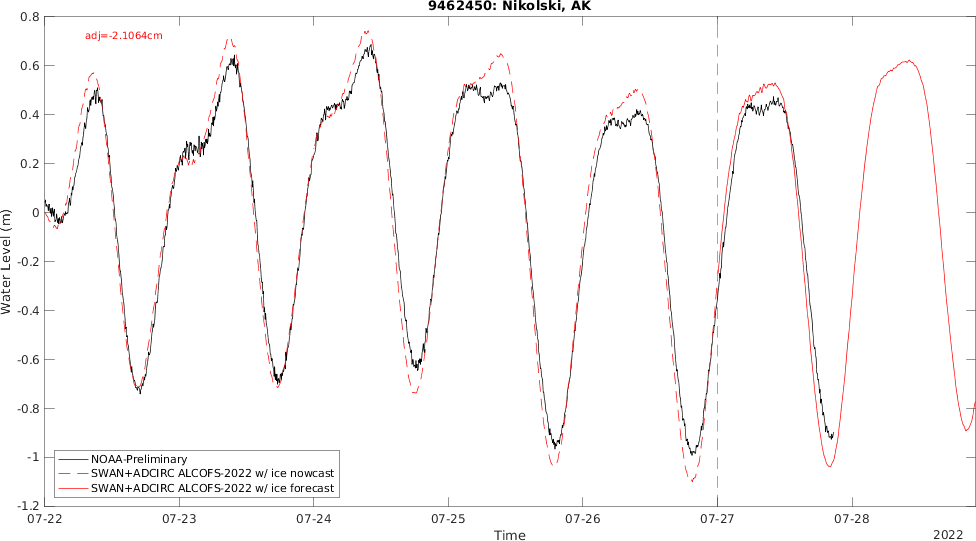 9462450: Nikolski, AK
adj=-2.1064cm
0.8
0.6
0.4
0.2
0
-0.2
-0.4
-0.6
-0.8
-1
-1.2
Water Level (m)
NOAA-Preliminary
SWAN+ADCIRC ALCOFS-2022 w/ ice nowcast
SWAN+ADCIRC ALCOFS-2022 w/ ice forecast
07-22 07-23 07-24 07-25 07-26 07-27 07-28
Time
2022